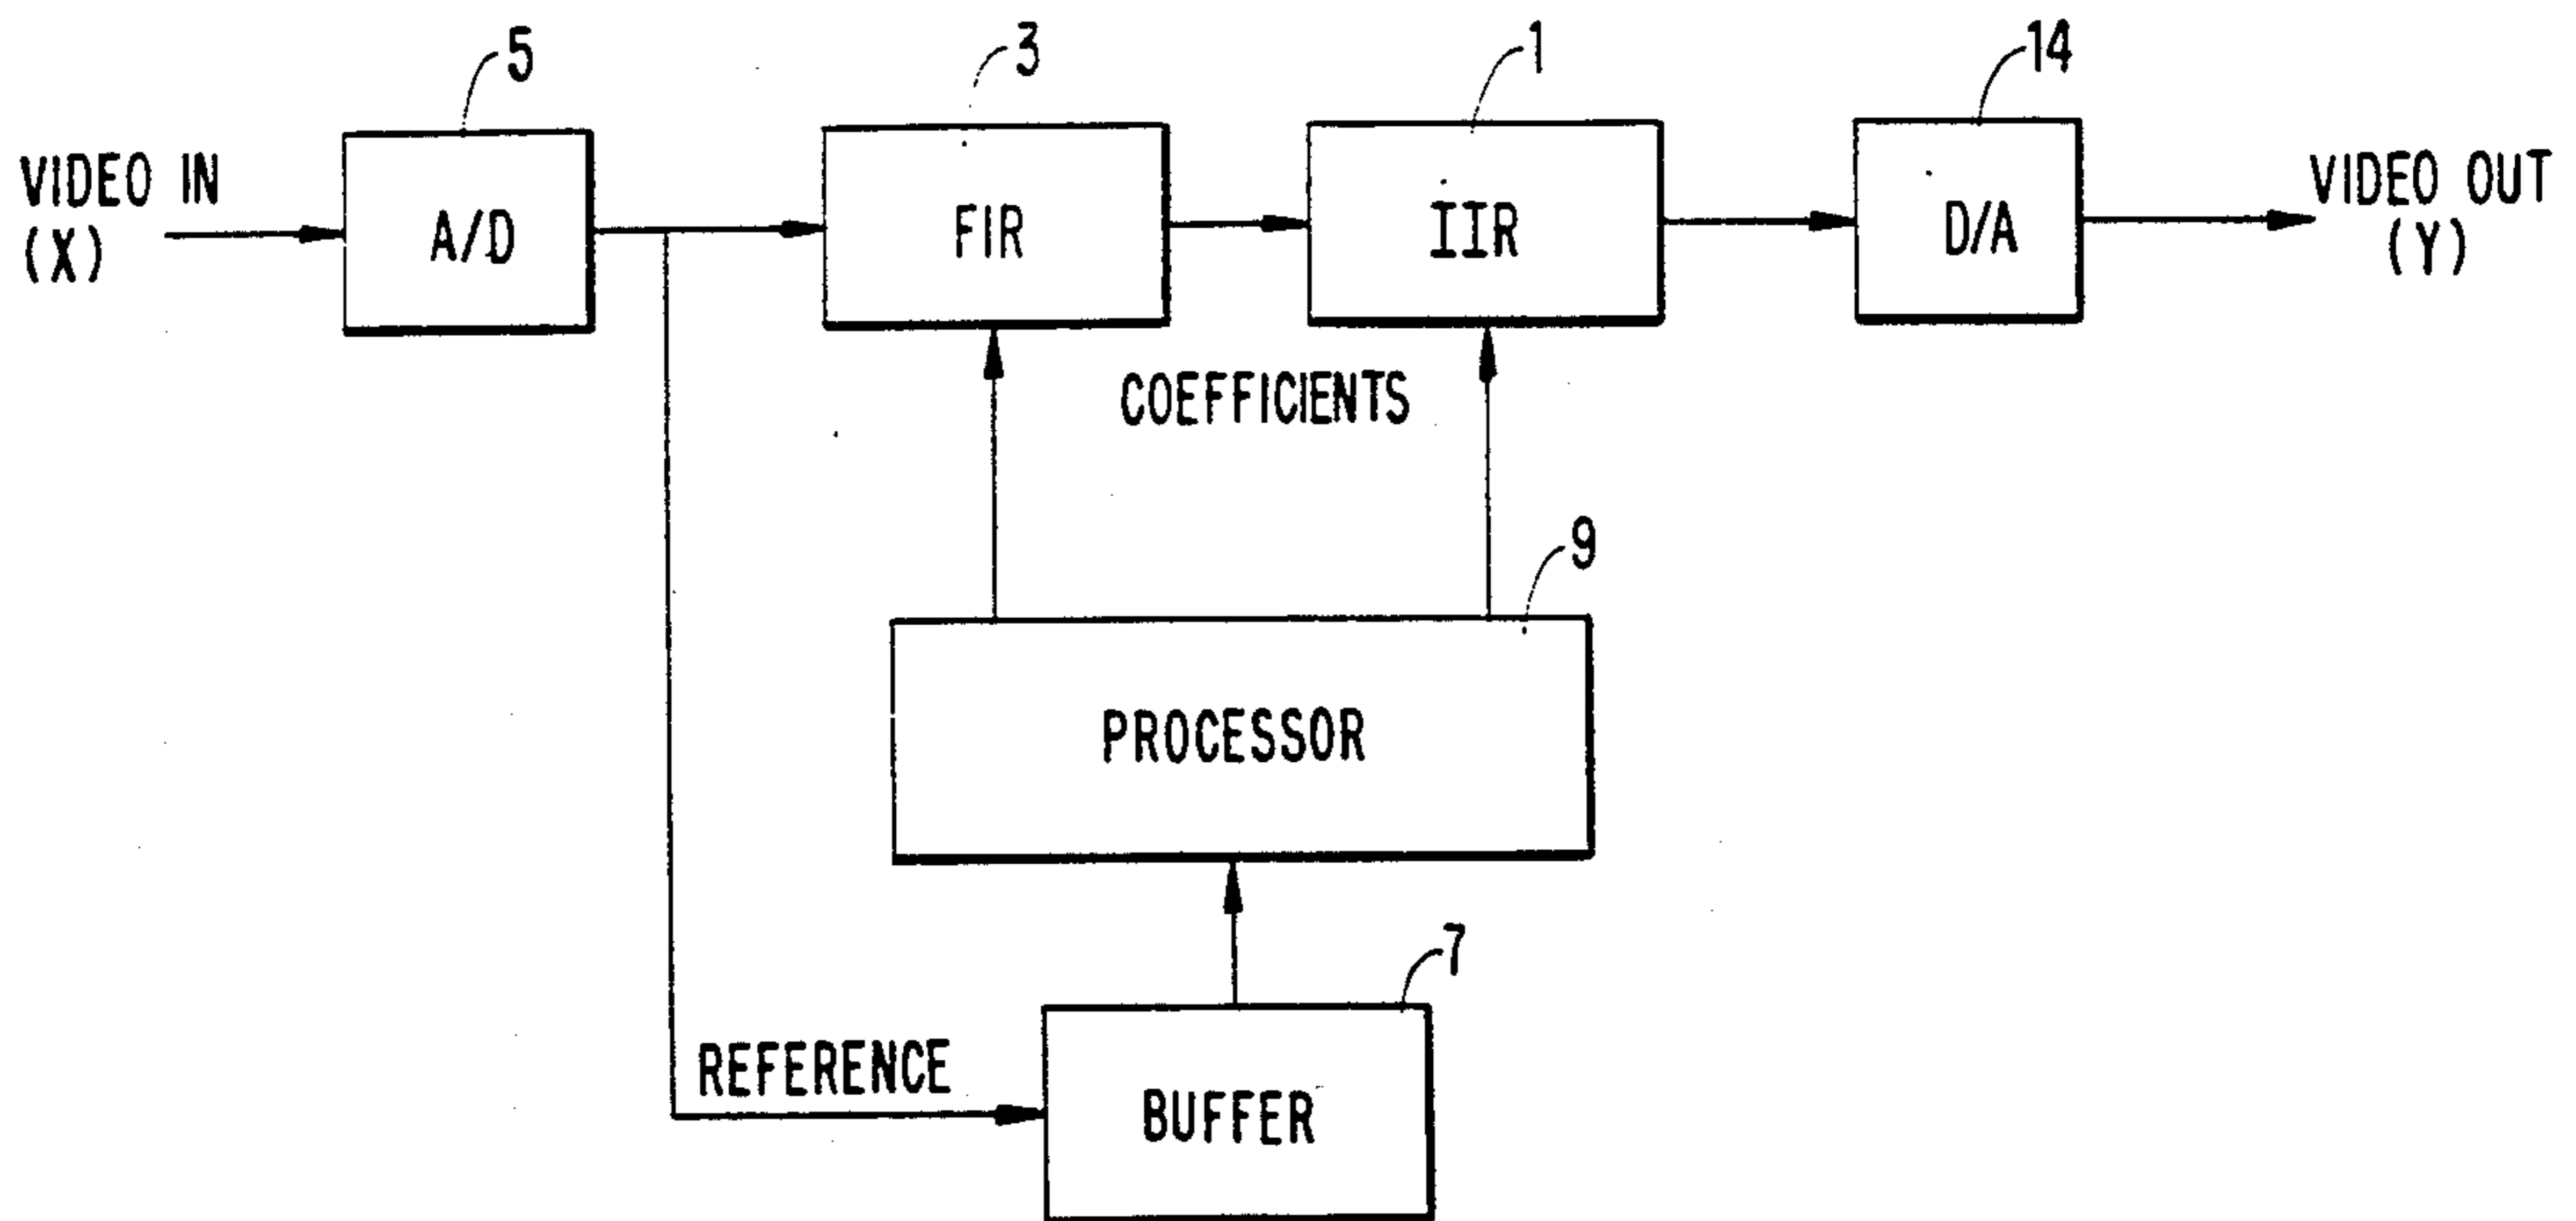 5
3
1
14
VIDEO IN
(X)
A/D
FIR
IIR
D/A
VIDEO OUT
(Y)
COEFFICIENTS
9
PROCESSOR
7
REFERENCE
BUFFER